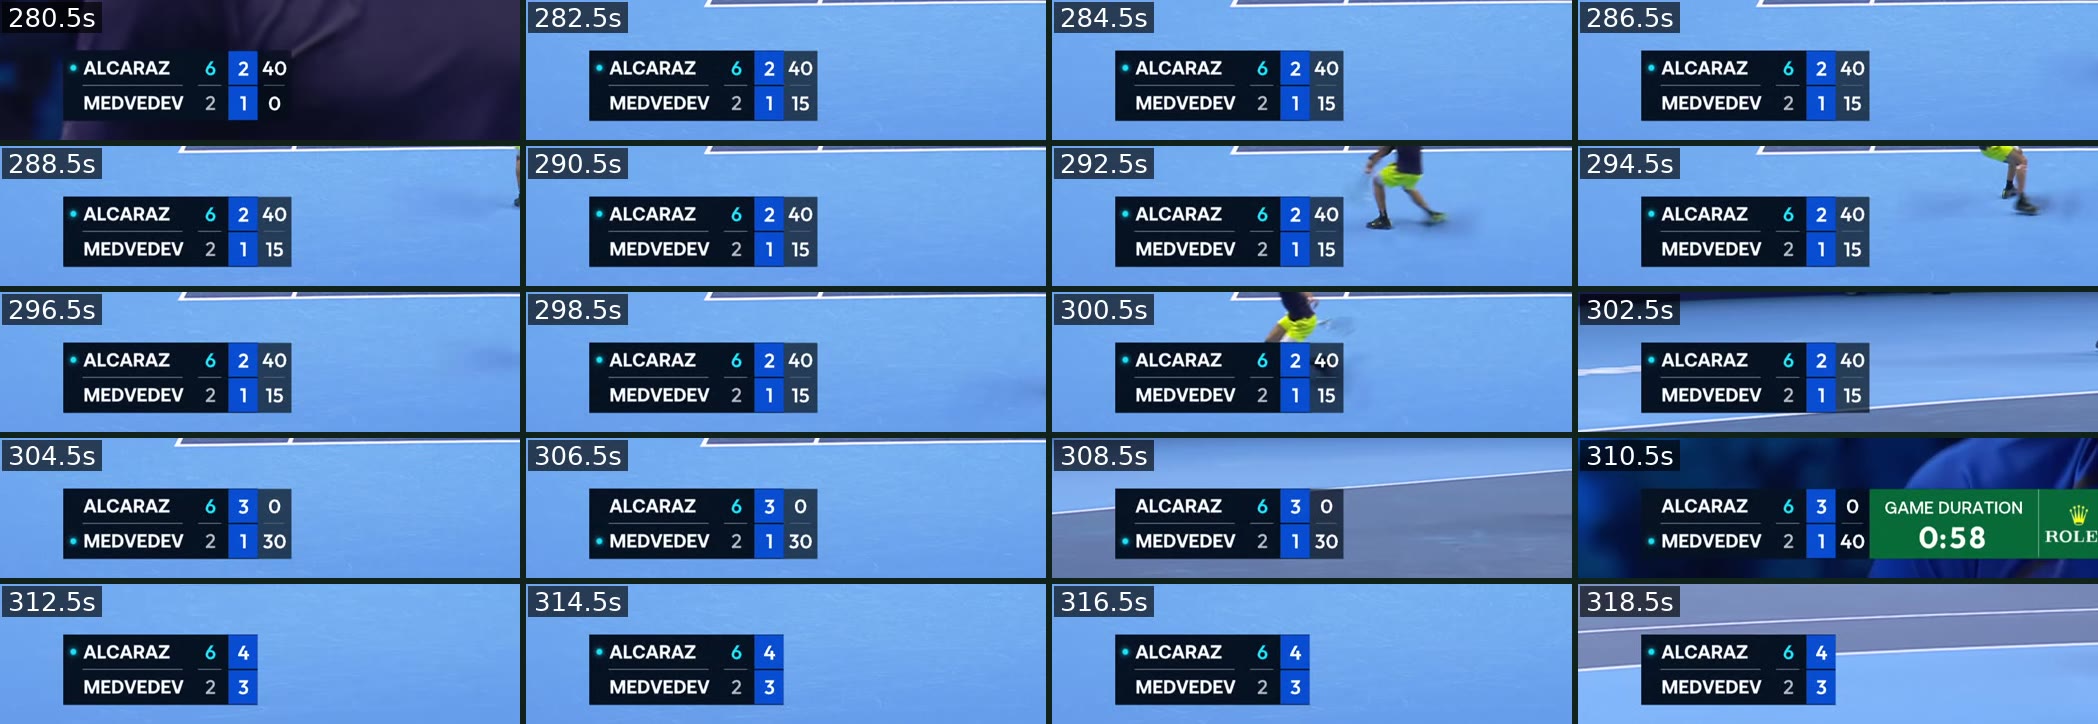 280.5s
• ALCARAZ 6 2 40
MEDVEDEV 2 1 0
282.5s
• ALCARAZ 6 2 40
MEDVEDEV 2 1 15
284.5s
• ALCARAZ 6 2 40
MEDVEDEV 2 1 15
286.5s
• ALCARAZ 6 2 40
MEDVEDEV 2 1 15
288.5s
• ALCARAZ 6 2 40
MEDVEDEV 2 1 15
290.5s
• ALCARAZ 6 2 40
MEDVEDEV 2 1 15
292.5s
• ALCARAZ 6 2 40
MEDVEDEV 2 1 15
294.5s
• ALCARAZ 6 2 40
MEDVEDEV 2 1 15
296.5s
• ALCARAZ 6 2 40
MEDVEDEV 2 1 15
298.5s
• ALCARAZ 6 2 40
MEDVEDEV 2 1 15
300.5s
• ALCARAZ 6 2 40
MEDVEDEV 2 1 15
302.5s
• ALCARAZ 6 2 40
MEDVEDEV 2 1 15
304.5s
ALCARAZ 6 3 0
• MEDVEDEV 2 1 30
306.5s
ALCARAZ 6 3 0
• MEDVEDEV 2 1 30
308.5s
ALCARAZ 6 3 0
• MEDVEDEV 2 1 30
310.5s
ALCARAZ 6 3 0
• MEDVEDEV 2 1 40
GAME DURATION
0:58
ROLE
312.5s
• ALCARAZ 6 4
MEDVEDEV 2 3
314.5s
• ALCARAZ 6 4
MEDVEDEV 2 3
316.5s
• ALCARAZ 6 4
MEDVEDEV 2 3
318.5s
• ALCARAZ 6 4
MEDVEDEV 2 3